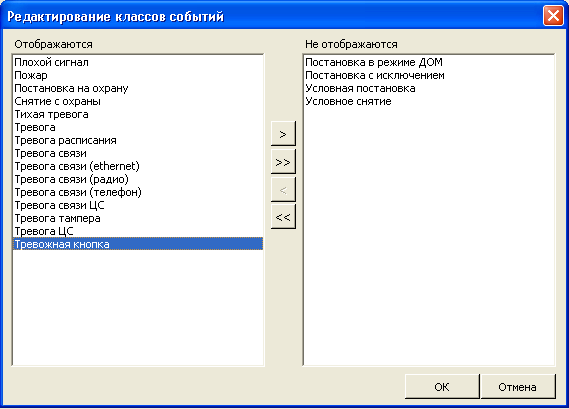 Редактирование классов событий
Отображаются
Плохой сигнал
Пожар
Постановка на охрану
Снятие с охраны
Тихая тревога
Тревога
Тревога расписания
Тревога связи
Тревога связи (ethernet)
Тревога связи (радио)
Тревога связи (телефон)
Тревога связи ЦС
Тревога тампера
Тревога ЦС
Тревожная кнопка
>
>>
<
<<
Не отображаются
Постановка в режиме ДОМ
Постановка с исключением
Условная постановка
Условное снятие
ОК
Отмена